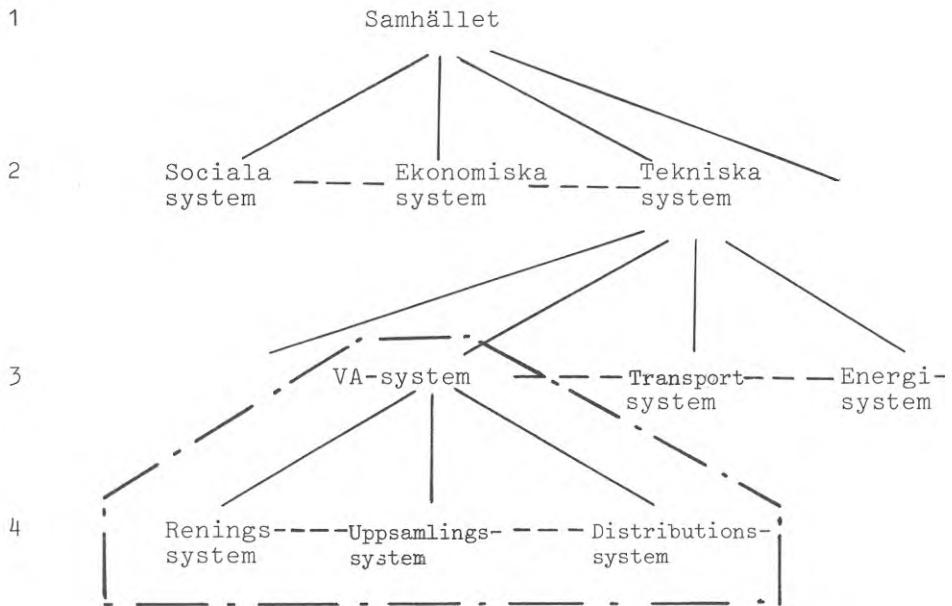 1 Samhället
2 Sociala system Ekonomiska system Tekniska system
3 VA-system Transport- system Energi- system
4 Renings system Uppsamlings- system Distributions- system